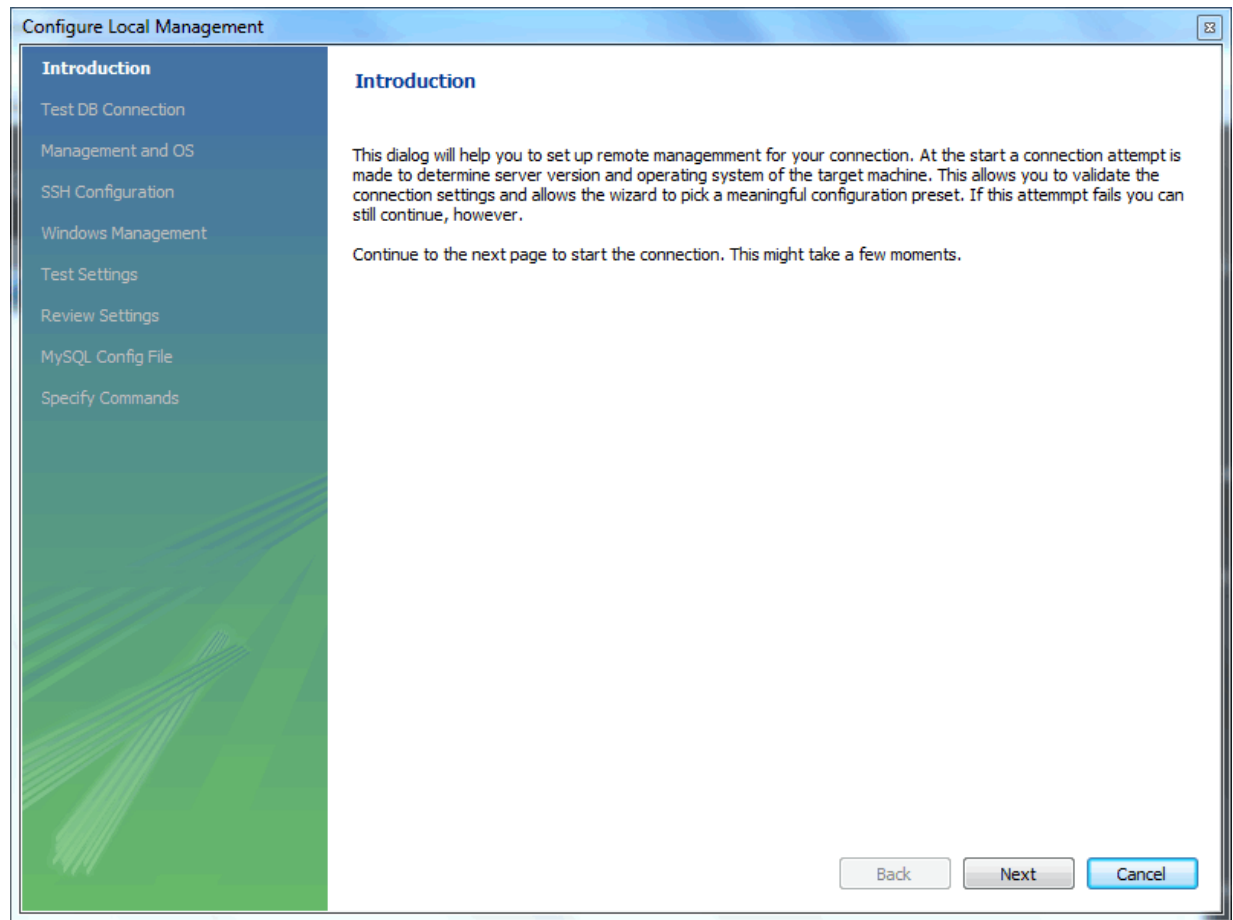 Configure Local Management
Introduction
Test DB Connection
Management and OS
SSH Configuration
Windows Management
Test Settings
Review Settings
MySQL Config File
Specify Commands
Introduction
This dialog will help you to set up remote managemment for your connection. At the start a connection attempt is
made to determine server version and operating system of the target machine. This allows you to validate the
connection settings and allows the wizard to pick a meaningful configuration preset. If this attemmpt fails you can
still continue, however.
Continue to the next page to start the connection. This might take a few moments.
Back
Next
Cancel